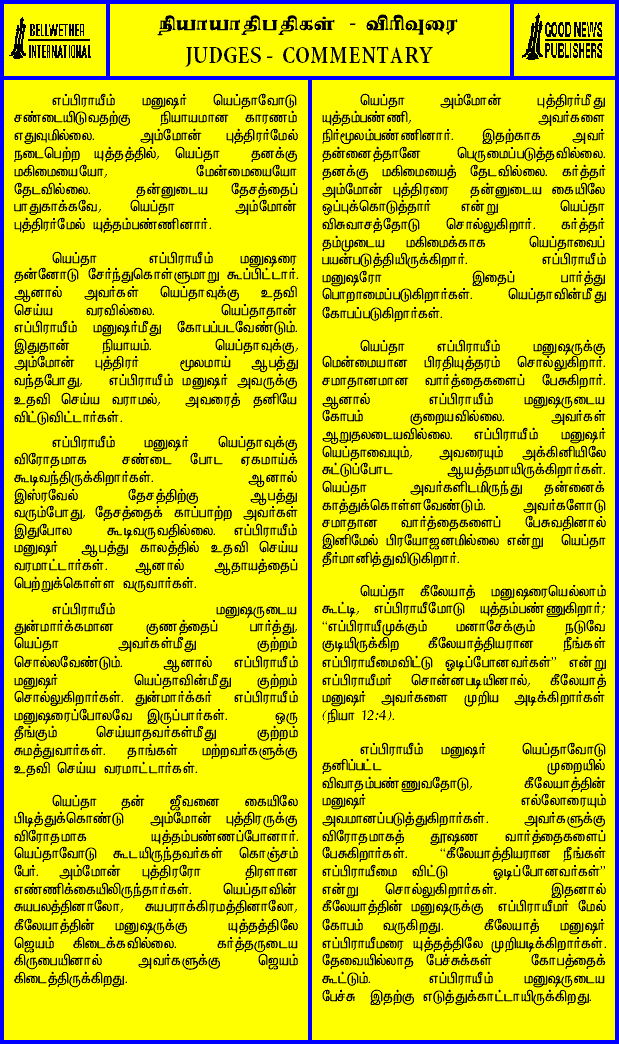 BELLWETHER
INTERNATIONAL
நியாயாதிபதிகள் - விரிவுரை
JUDGES - COMMENTARY
GOOD NEWS
PUBLISHERS
எப்பிராயீம் மனுஷர் யெப்தாவோடு
சண்டையிடுவதற்கு நியாயமான காரணம்
எதுவுமில்லை. அம்மோன் புத்திரர்மேல்
நடைபெற்ற யுத்தத்தில், யெப்தா தனக்கு
மகிமையையோ, மேன்மையையோ
தேடவில்லை. தன்னுடைய தேசத்தைப்
பாதுகாக்கவே, யெப்தா அம்மோன்
புத்திரர்மேல் யுத்தம்பண்ணினார்.
யெப்தா எப்பிராயீம் மனுஷரை
தன்னோடு சேர்ந்துகொள்ளுமாறு கூப்பிட்டார்.
ஆனால் அவர்கள் யெப்தாவுக்கு உதவி
செய்ய வரவில்லை. யெப்தாதான்
எப்பிராயீம் மனுஷர்மீது கோபப்படவேண்டும்.
இதுதான் நியாயம். யெப்தாவுக்கு,
அம்மோன் புத்திரர் மூலமாய் ஆபத்து
வந்தபோது, எப்பிராயீம் மனுஷர் அவருக்கு
உதவி செய்ய வராமல், அவரைத் தனியே
விட்டுவிட்டார்கள்.
எப்பிராயீம் மனுஷர் யெப்தாவுக்கு
விரோதமாக சண்டை போட ஏகமாய்க்
கூடிவந்திருக்கிறார்கள். ஆனால்
இஸ்ரவேல் தேசத்திற்கு ஆபத்து
வரும்போது, தேசத்தைக் காப்பாற்ற அவர்கள்
இதுபோல கூடிவருவதில்லை. எப்பிராயீம்
மனுஷர் ஆபத்து காலத்தில் உதவி செய்ய
வரமாட்டார்கள். ஆனால் ஆதாயத்தைப்
பெற்றுக்கொள்ள வருவார்கள்.
எப்பிராயீம் மனுஷருடைய
துன்மார்க்கமான குணத்தைப் பார்த்து,
யெப்தா அவர்கள்மீது குற்றம்
சொல்லவேண்டும். ஆனால் எப்பிராயீம்
மனுஷர் யெப்தாவின்மீது குற்றம்
சொல்லுகிறார்கள். துன்மார்க்கர் எப்பிராயீம்
மனுஷரைப்போலவே இருப்பார்கள். ஒரு
தீங்கும் செய்யாதவர்கள்மீது குற்றம்
சுமத்துவார்கள். தாங்கள் மற்றவர்களுக்கு
உதவி செய்ய வரமாட்டார்கள்.
யெப்தா தன் ஜீவனை கையிலே
பிடித்துக்கொண்டு அம்மோன் புத்திரருக்கு
விரோதமாக யுத்தம்பண்ணப்போனார்.
யெப்தாவோடு கூடயிருந்தவர்கள் கொஞ்சம்
பேர். அம்மோன் புத்திரரோ திரளான
எண்ணிக்கையிலிருந்தார்கள். யெப்தாவின்
சுயபலத்தினாலோ, சுயபராக்கிரமத்தினாலோ,
கீலேயாத்தின் மனுஷருக்கு யுத்தத்திலே
ஜெயம் கிடைக்கவில்லை. கர்த்தருடைய
கிருபையினால் அவர்களுக்கு ஜெயம்
கிடைத்திருக்கிறது.
யெப்தா அம்மோன் புத்திரர்மீது
யுத்தம்பண்ணி, அவர்களை
நிர்மூலம்பண்ணினார். இதற்காக அவர்
தன்னைத்தானே பெருமைப்படுத்தவில்லை.
தனக்கு மகிமையைத் தேடவில்லை. கர்த்தர்
அம்மோன் புத்திரரை தன்னுடைய கையிலே
ஒப்புக்கொடுத்தார் என்று யெப்தா
விசுவாசத்தோடு சொல்லுகிறார். கர்த்தர்
தம்முடைய மகிமைக்காக யெப்தாவைப்
பயன்படுத்தியிருக்கிறார். எப்பிராயீம்
மனுஷரோ இதைப் பார்த்து
பொறாமைப்படுகிறார்கள். யெப்தாவின்மீது
கோபப்படுகிறார்கள்.
யெப்தா எப்பிராயீம் மனுஷருக்கு
மென்மையான பிரதியுத்தரம் சொல்லுகிறார்.
சமாதானமான வார்த்தைகளைப் பேசுகிறார்.
ஆனால் எப்பிராயீம் மனுஷருடைய
கோபம் குறையவில்லை. அவர்கள்
ஆறுதலடையவில்லை. எப்பிராயீம் மனுஷர்
யெப்தாவையும், அவரையும் அக்கினியிலே
சுட்டுப்போட ஆயத்தமாயிருக்கிறார்கள்.
யெப்தா அவர்களிடமிருந்து தன்னைக்
காத்துக்கொள்ளவேண்டும். அவர்களோடு
சமாதான வார்த்தைகளைப் பேசுவதினால்
இனிமேல் பிரயோஜனமில்லை என்று யெப்தா
தீர்மானித்துவிடுகிறார்.
யெப்தா கீலேயாத் மனுஷரையெல்லாம்
கூட்டி, எப்பிராயீமோடு யுத்தம்பண்ணுகிறார்;
“எப்பிராயீமுக்கும் மனாசேக்கும் நடுவே
குடியிருக்கிற கீலேயாத்தியரான நீங்கள்
எப்பிராயீமைவிட்டு ஓடிப்போனவர்கள்” என்று
எப்பிராயீமர் சொன்னபடியினால், கீலேயாத்
மனுஷர் அவர்களை முறிய அடிக்கிறார்கள்
(நியா 12:4).
எப்பிராயீம் மனுஷர் யெப்தாவோடு
தனிப்பட்ட முறையில்
விவாதம்பண்ணுவதோடு, கீலேயாத்தின்
மனுஷர் எல்லோரையும்
அவமானப்படுத்துகிறார்கள். அவர்களுக்கு
விரோதமாகத் தூஷண வார்த்தைகளைப்
பேசுகிறார்கள். “கீலேயாத்தியரான நீங்கள்
எப்பிராயீமை விட்டு ஓடிப்போனவர்கள்”
என்று சொல்லுகிறார்கள். இதனால்
கீலேயாத்தின் மனுஷருக்கு எப்பிராயீமர் மேல்
கோபம் வருகிறது. கீலேயாத் மனுஷர்
எப்பிராயீமரை யுத்தத்திலே முறியடிக்கிறார்கள்.
தேவையில்லாத பேச்சுக்கள் கோபத்தைக்
கூட்டும். எப்பிராயீம் மனுஷருடைய
பேச்சு இதற்கு எடுத்துக்காட்டாயிருக்கிறது.